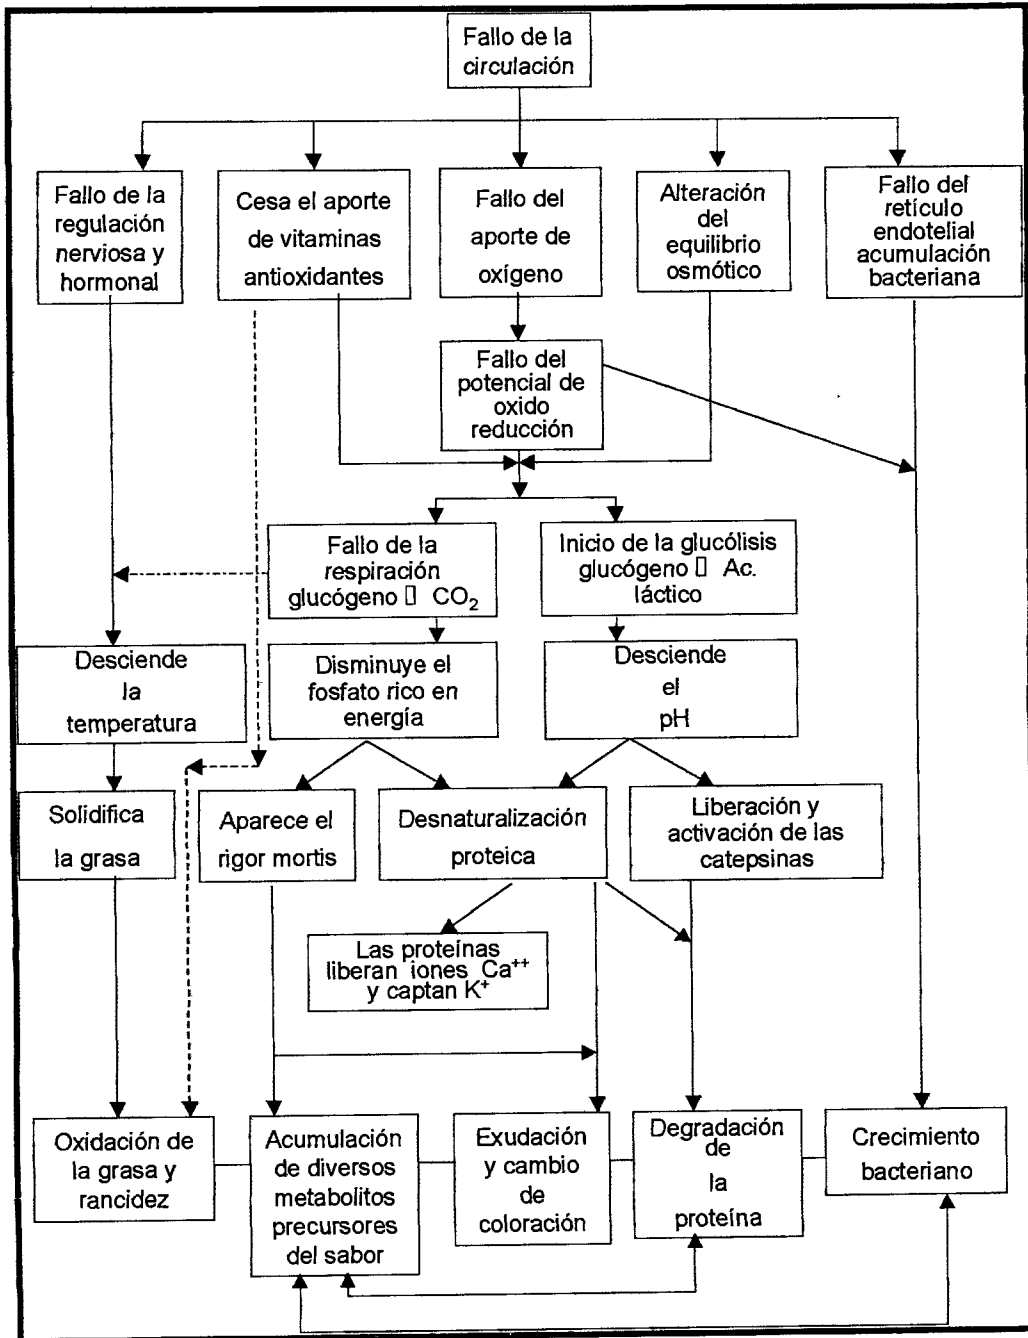 Fallo de la
circulación
Fallo de la
regulación
nerviosa y
hormonal
Cesa el aporte
de vitaminas
antioxidantes
Fallo del
aporte de
oxígeno
Alteración
del
equilibrio
osmótico
Fallo del
retículo
endotelial
acumulación
bacteriana
Fallo del
potencial de
oxido
reducción
Fallo de la
respiración
glucógeno ▯ CO₂
Inicio de la glucólisis
glucógeno ▯ Ac.
láctico
Desciende
la
temperatura
Disminuye el
fosfato rico en
energía
Desciende
el
pH
Solidifica
la grasa
Aparece el
rigor mortis
Desnaturalización
proteica
Liberación y
activación de las
catepsinas
Las proteínas
liberan iones Ca⁺⁺
y captan K⁺
Oxidación de
la grasa y
rancidez
Acumulación
de diversos
metabolitos
precursores
del sabor
Exudación
y cambio
de
coloración
Degradación
de
la
proteína
Crecimiento
bacteriano